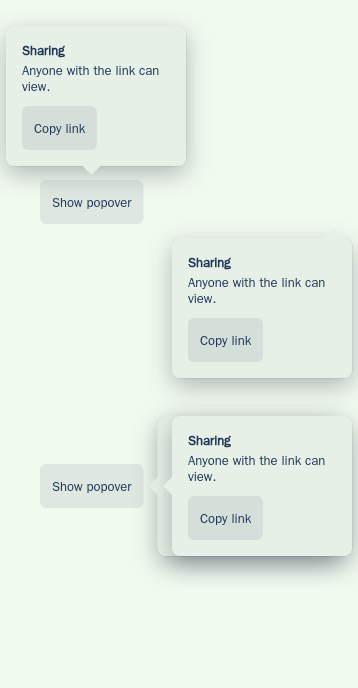 Sharing
Anyone with the link can
view.
Copy link
Show popover
Sharing
Anyone with the link can
view.
Copy link
Show popover
Sharing
Anyone with the link can
view.
Copy link